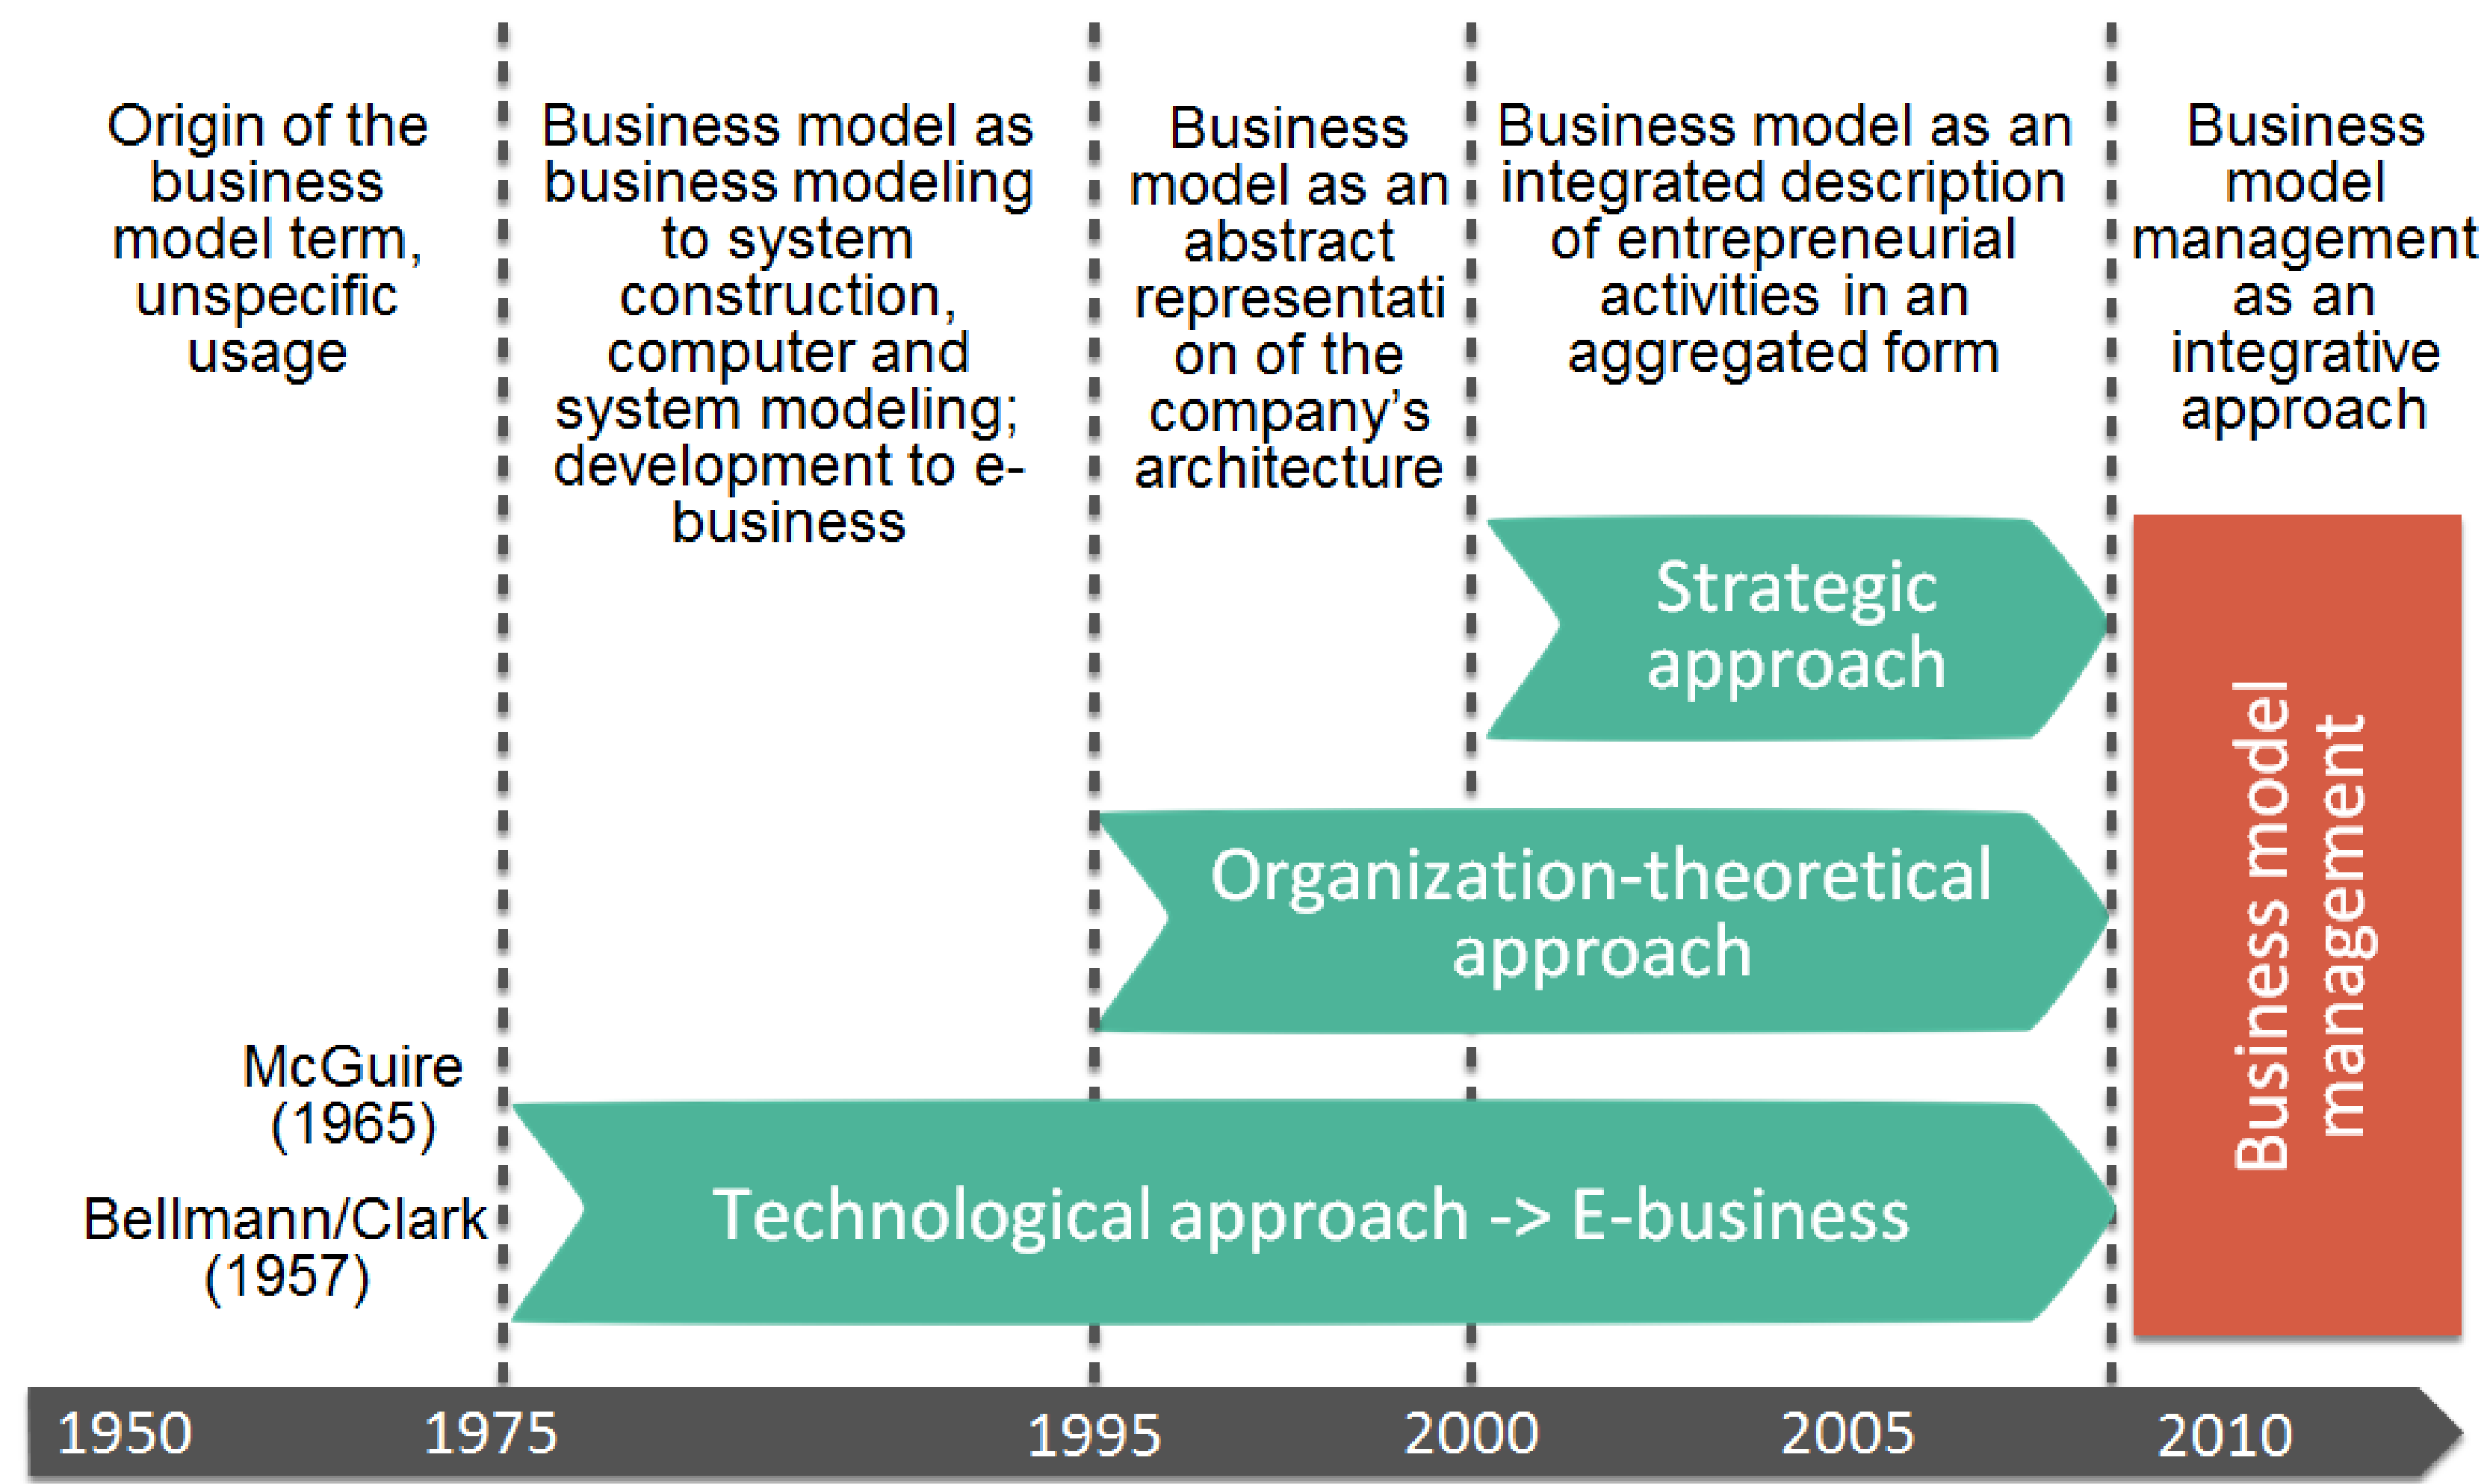 Origin of the
business
model term,
unspecific
usage
Business model as
business modeling
to system
construction,
computer and
system modeling;
development to e-
business
Business
model as an
abstract
representati
on of the
company’s
architecture
Business model as an
integrated description
of entrepreneurial
activities in an
aggregated form
Business
model
management
as an
integrative
approach
Strategic
approach
Organization-theoretical
approach
McGuire
(1965)
Bellmann/Clark
(1957)
Technological approach -> E-business
Business model
management
1950
1975
1995
2000
2005
2010